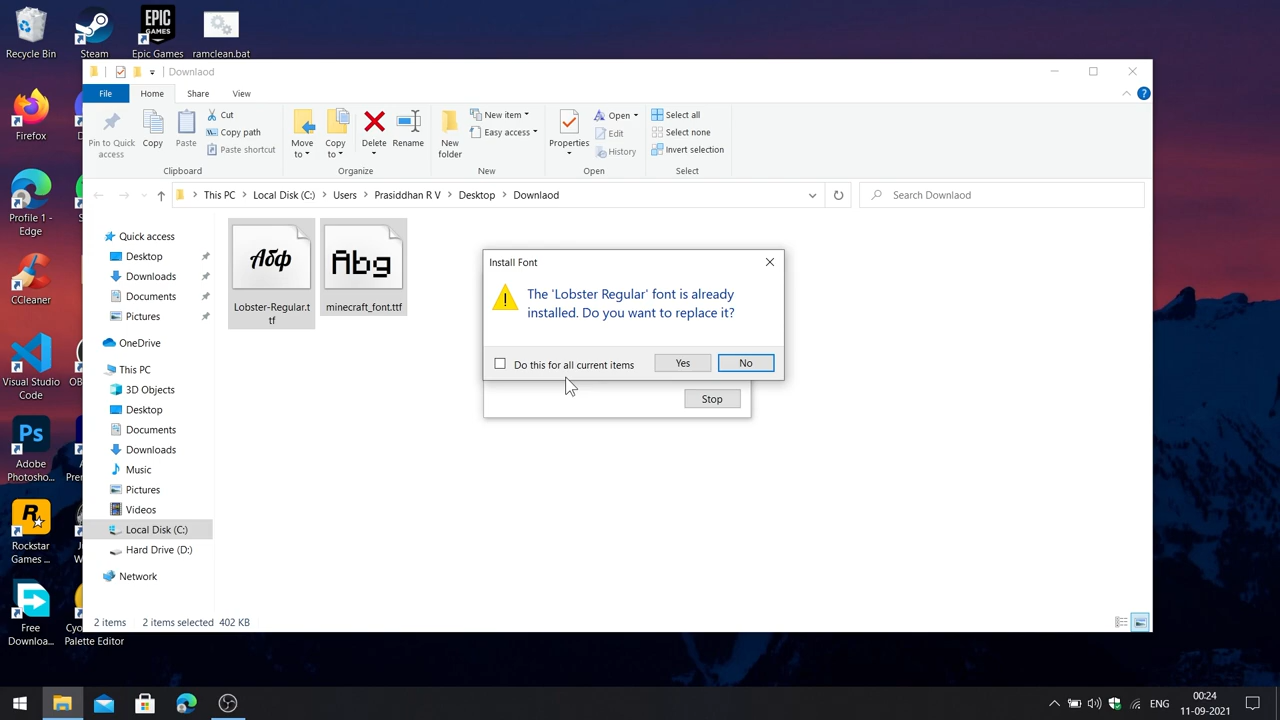 Recycle Bin
Steam
EPIC
GAMES
Epic Games
ramclean.bat
Downlaod
File
Home
Share
View
Pin to Quick
access
Copy
Paste
Cut
Copy path
Paste shortcut
Clipboard
Move
to
Copy
to
Delete
Rename
Organize
New
folder
New item
Easy access
New
Properties
Open
Edit
History
Open
Select all
Select none
Invert selection
Select
This PC
Local Disk (C:)
Users
Prasiddhan R V
Desktop
Downlaod
Search Downlaod
Firefox
Profile 1 -
Edge
CCleaner
Visual Studio
Code
Ps
Adobe
Photosho...
Rockstar
Games ...
Free
Downloa...
Palette Editor
Quick access
Desktop
Downloads
Documents
Pictures
OneDrive
This PC
3D Objects
Desktop
Documents
Downloads
Music
Pictures
Videos
Local Disk (C:)
Hard Drive (D:)
Network
Абф
Lobster-Regular.t
tf
Abg
minecraft_font.ttf
Install Font
The 'Lobster Regular' font is already
installed. Do you want to replace it?
Do this for all current items
Yes
No
Stop
2 items
2 items selected
402 KB
ENG
00:24
11-09-2021